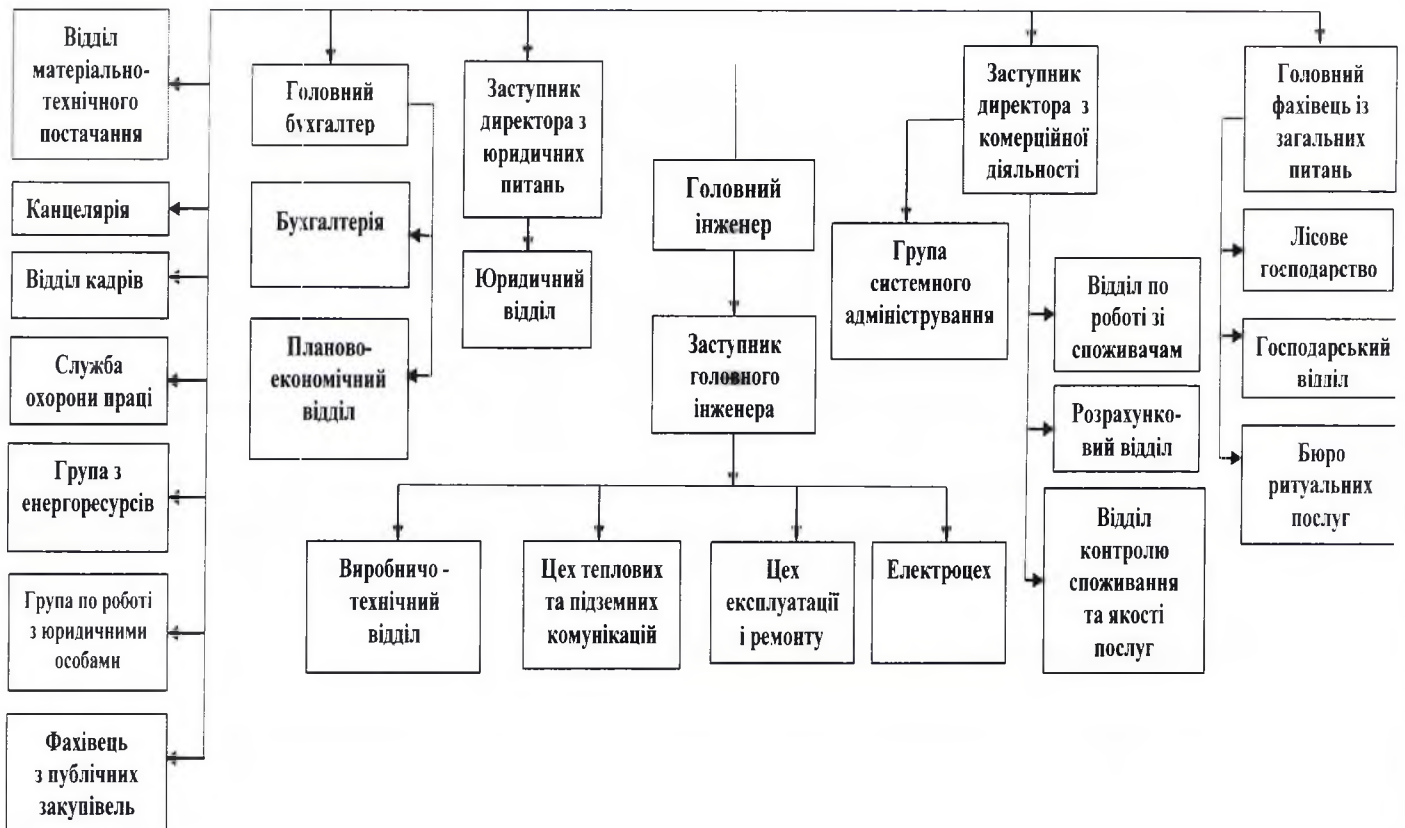 Відділ
матеріально-
технічного
постачання
Канцелярія
Відділ кадрів
Служба
охорони праці
Група з
енергоресурсів
Група по роботі
з юридичними
особами
Фахівець
з публічних
закупівель
Головний
бухгалтер
Бухгалтерія
Планово-
економічний
відділ
Заступник
директора з
юридичних
питань
Юридичний
відділ
Головний
інженер
Заступник
головного
інженера
Виробничо -
технічний
відділ
Цех теплових
та підземних
комунікацій
Цех
експлуатації
і ремонту
Електроцех
Заступник
директора з
комерційної
діяльності
Група
системного
адміністрування
Відділ по
роботі зі
споживачам
Розрахунко-
вий відділ
Відділ
контролю
споживання
та якості
послуг
Головний
фахівець із
загальних
питань
Лісове
господарство
Господарський
відділ
Бюро
ритуальних
послуг